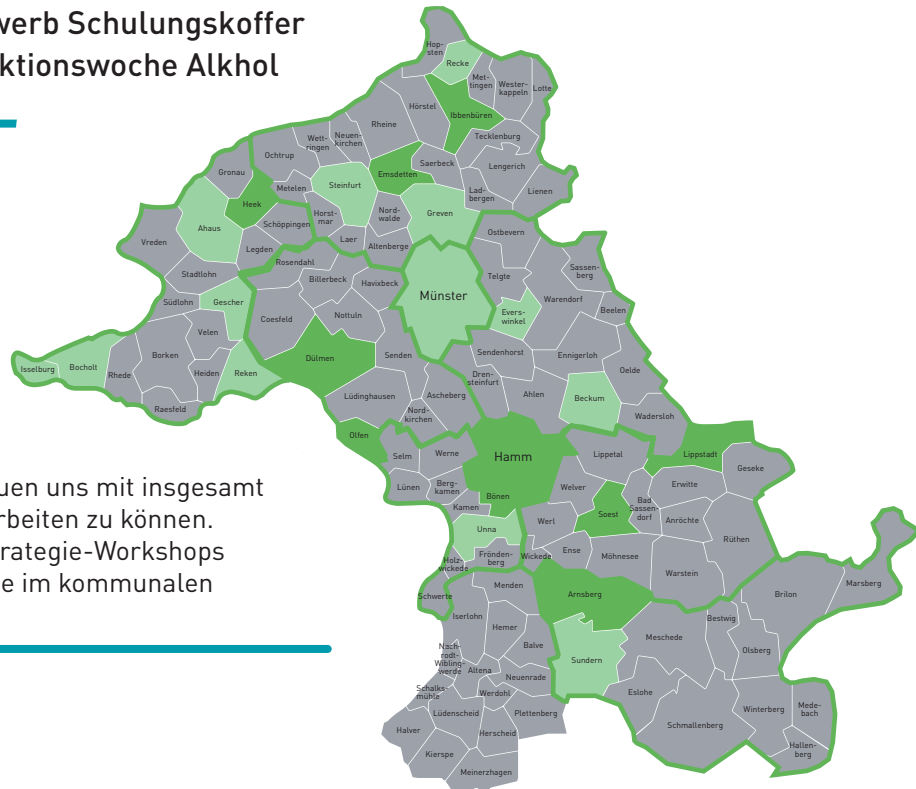 werb Schulungskoffer
ktionswoche Alkhol
Hop-
sten
Recke
Met-
tingen
Wester-
kappeln
Lotte
Hörstel
Ibbenbüren
Rheine
Tecklenburg
Wett-
ringen
Neuen-
kirchen
Ochtrup
Saerbeck
Lengerich
Gronau
Emsdetten
Metelen
Steinfurt
Lad-
bergen
Lienen
Heek
Horst-
mar
Nord-
walde
Greven
Ahaus
Schöppingen
Ostbevern
Vreden
Legden
Laer
Altenberge
Rosendahl
Sassen-
berg
Stadtlohn
Billerbeck
Havixbeck
Telgte
Münster
Warendorf
Südlohn
Gescher
Beelen
Nottuln
Coesfeld
Evers-
winkel
Velen
Borken
Dülmen
Senden
Sendenhorst
Ennigerloh
Isselburg
Bocholt
Rhede
Heiden
Reken
Oelde
Dren-
steinfurt
Raesfeld
Lüdinghausen
Ascheberg
Ahlen
Beckum
Nord-
kirchen
Wadersloh
Olfen
Selm
Werne
Hamm
Lippetal
Lippstadt
Geseke
uen uns mit insgesamt
Lünen
Berg-
kamen
Bönen
Welver
Erwitte
Bad
Sassen-
dorf
rbeiten zu können.
Kamen
Soest
Anröchte
Unna
Werl
Rüthen
trategie-Workshops
Holz-
wickede
Frönden-
berg
Wickede
Ense
Möhnesee
Warstein
e im kommunalen
Schwerte
Menden
Arnsberg
Brilon
Marsberg
Iserlohn
Hemer
Bestwig
Meschede
Balve
Olsberg
Nach-
rodt-
Wibling-
werde
Altena
Neuenrade
Sundern
Schalks-
mühle
Werdohl
Eslohe
Lüdenscheid
Plettenberg
Winterberg
Mede-
bach
Halver
Herscheid
Schmallenberg
Hallen-
berg
Kierspe
Meinerzhagen